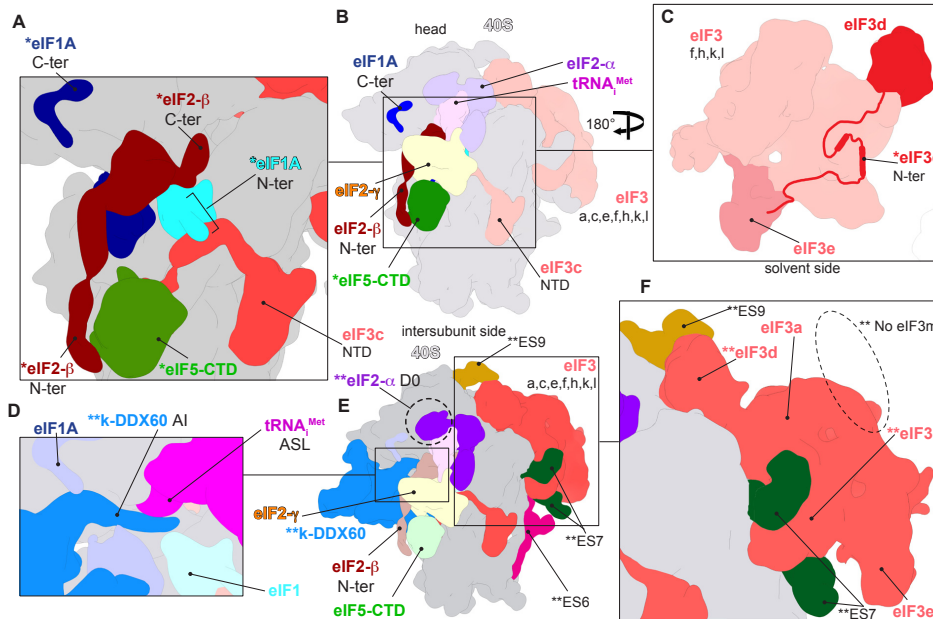 A
*eIF1A
C-ter
*eIF2-β
C-ter
*eIF1A
N-ter
eIF3c
NTD
*eIF2-β
N-ter
*eIF5-CTD
B
head
40S
eIF1A
C-ter
eIF2-α
tRNAiMet
180°
eIF2-γ
eIF2-β
N-ter
*eIF5-CTD
eIF3
a,c,e,f,h,k,l
eIF3c
NTD
intersubunit side
C
eIF3
f,h,k,l
eIF3d
*eIF3
N-ter
eIF3e
solvent side
D
eIF1A
**k-DDX60 AI
tRNAiMet
ASL
eIF1
E
40S
**ES9
eIF3
a,c,e,f,h,k,l
**eIF2-α D0
eIF2-γ
**k-DDX60
eIF2-β
N-ter
eIF5-CTD
**ES7
**ES6
F
**ES9
eIF3a
** No eIF3m
**eIF3d
**eIF3
**ES7
eIF3e